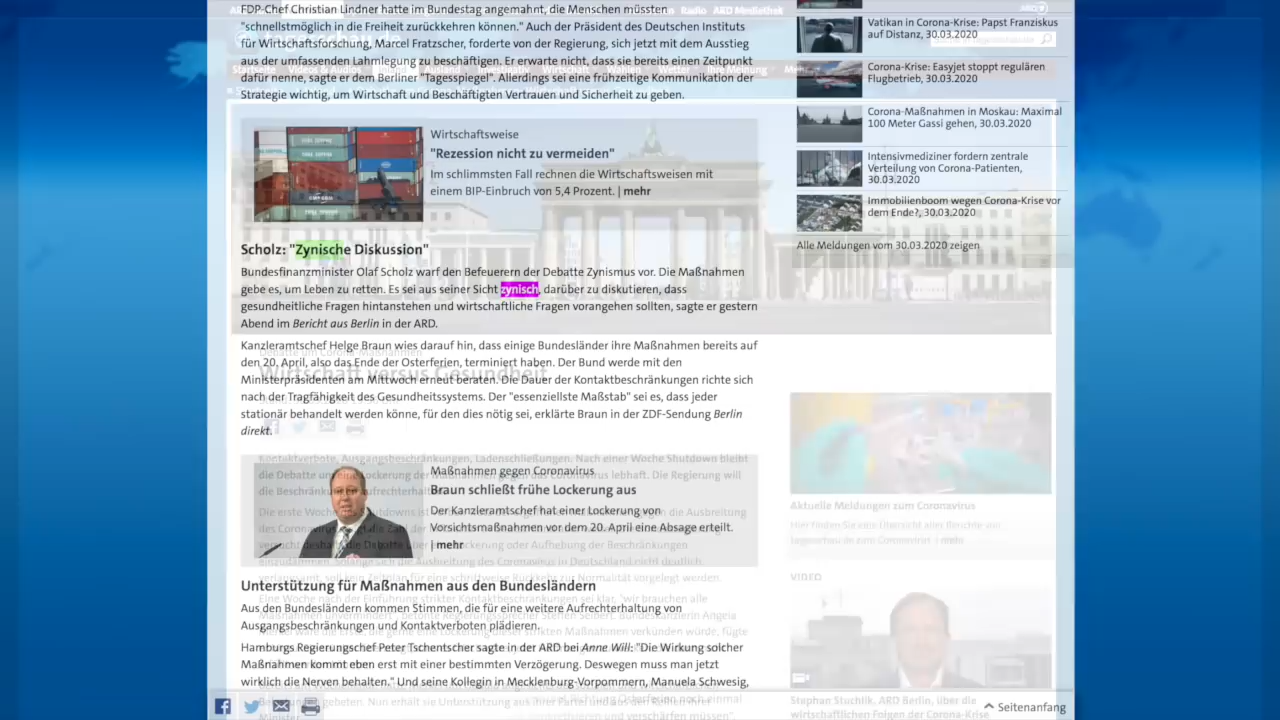 FDP-Chef Christian Lindner hatte im Bundestag angemahnt, die Menschen müssten
"schnellstmöglich in die Freiheit zurückkehren können." Auch der Präsident des Deutschen Instituts
für Wirtschaftsforschung, Marcel Fratzscher, forderte von der Regierung, sich jetzt mit dem Ausstieg
aus der umfassenden Lahmlegung zu beschäftigen. Er erwarte nicht, dass sie bereits einen Zeitpunkt
nenne, sagte er dem Berliner "Tagesspiegel". Allerdings sei eine frühzeitige Kommunikation der
Strategie wichtig, um Wirtschaft und Beschäftigten Vertrauen und Sicherheit zu geben.
Wirtschaftsweise
"Rezession nicht zu vermeiden"
Im schlimmsten Fall rechnen die Wirtschaftsweisen mit
einem BIP-Einbruch von 5,4 Prozent. | mehr
Scholz: "Zynische Diskussion"
Bundesfinanzminister Olaf Scholz warf den Befeuerern der Debatte Zynismus vor. Die Maßnahmen
gebe es, um Leben zu retten. Es sei aus seiner Sicht zynisch, darüber zu diskutieren, dass
gesundheitliche Fragen hintanstehen und wirtschaftliche Fragen vorangehen sollten, sagte er gestern
Abend im Bericht aus Berlin in der ARD.
Kanzleramtschef Helge Braun wies darauf hin, dass einige Bundesländer ihre Maßnahmen bereits auf
den 20. April, also das Ende der Osterferien, terminiert haben. Der Bund werde mit den
Ministerpräsidenten am Mittwoch erneut beraten. Die Dauer der Kontaktbeschränkungen richte sich
nach der Tragfähigkeit des Gesundheitssystems. Der "essenziellste Maßstab" sei es, dass jeder
stationär behandelt werden könne, für den dies nötig sei, erklärte Braun in der ZDF-Sendung Berlin
direkt.
Maßnahmen gegen Coronavirus
Braun schließt frühe Lockerung aus
Der Kanzleramtschef hat einer Lockerung der
Vorsichtsmaßnahmen vor dem 20. April eine Absage erteilt.
| mehr
Unterstützung für Maßnahmen aus den Bundesländern
Aus den Bundesländern kommen Stimmen, die für eine weitere Aufrechterhaltung von
Ausgangsbeschränkungen und Kontaktverboten plädieren.
Hamburgs Regierungschef Peter Tschentscher sagte in der ARD bei Anne Will: "Die Wirkung solcher
Maßnahmen kommt eben erst mit einer bestimmten Verzögerung. Deswegen muss man jetzt
wirklich die Nerven behalten." Und seine Kollegin in Mecklenburg-Vorpommern, Manuela Schwesig,
Vatikan in Corona-Krise: Papst Franziskus
auf Distanz, 30.03.2020
Corona-Krise: Easyjet stoppt regulären
Flugbetrieb, 30.03.2020
Corona-Maßnahmen in Moskau: Maximal
100 Meter Gassi gehen, 30.03.2020
Intensivmediziner fordern zentrale
Verteilung von Corona-Patienten,
30.03.2020
Immobilienboom wegen Corona-Krise vor
dem Ende?, 30.03.2020
Alle Meldungen vom 30.03.2020 zeigen
Wirtschaft versus Gesundheit
Aktuelle Meldungen zum Coronavirus
VIDEO
Stephan Stuchlik, ARD Berlin, über die
wirtschaftlichen Folgen der Corona-Krise
Seitenanfang